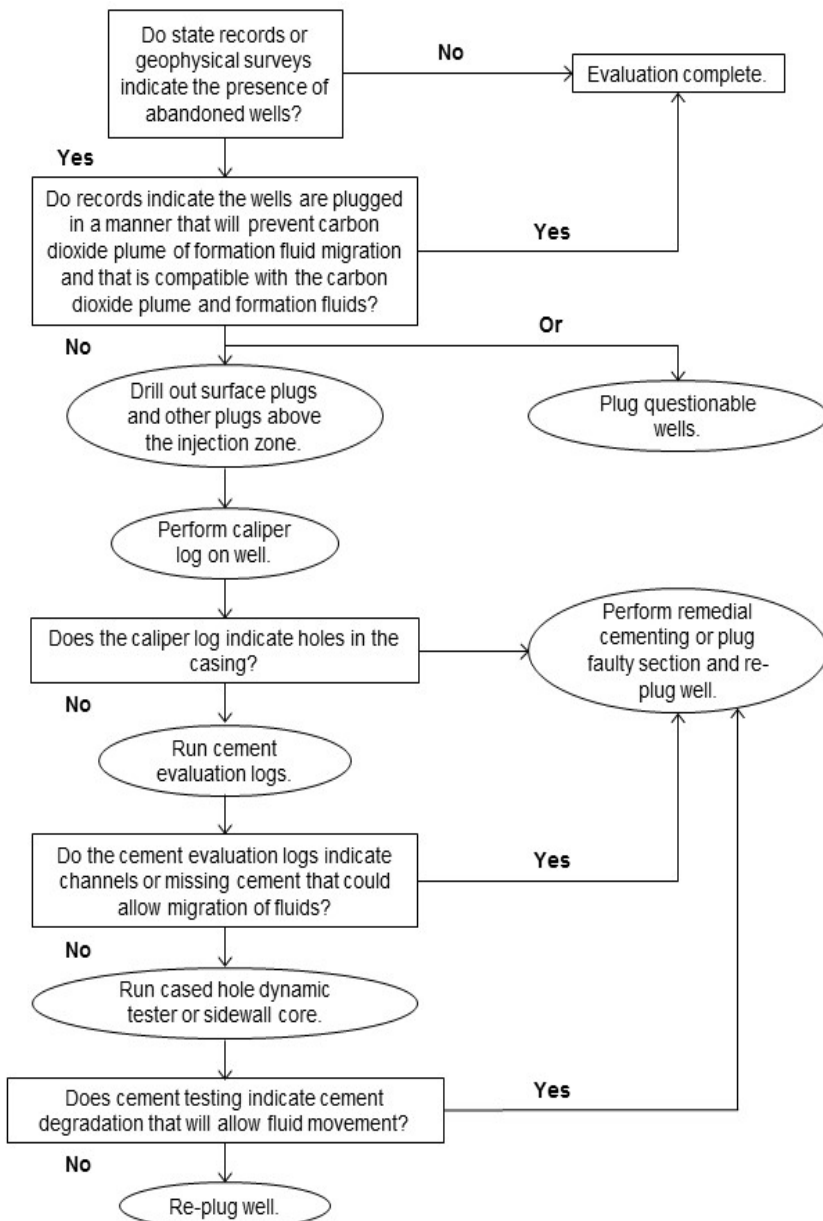 Do state records or
geophysical surveys
indicate the presence of
abandoned wells?
No
Evaluation complete.
Yes
Do records indicate the wells are plugged
in a manner that will prevent carbon
dioxide plume of formation fluid migration
and that is compatible with the carbon
dioxide plume and formation fluids?
Yes
No
Or
Drill out surface plugs
and other plugs above
the injection zone.
Plug questionable
wells.
Perform caliper
log on well.
Does the caliper log indicate holes in the
casing?
Perform remedial
cementing or plug
faulty section and re-
plug well.
No
Run cement
evaluation logs.
Do the cement evaluation logs indicate
channels or missing cement that could
allow migration of fluids?
Yes
No
Run cased hole dynamic
tester or sidewall core.
Does cement testing indicate cement
degradation that will allow fluid movement?
Yes
No
Re-plug well.